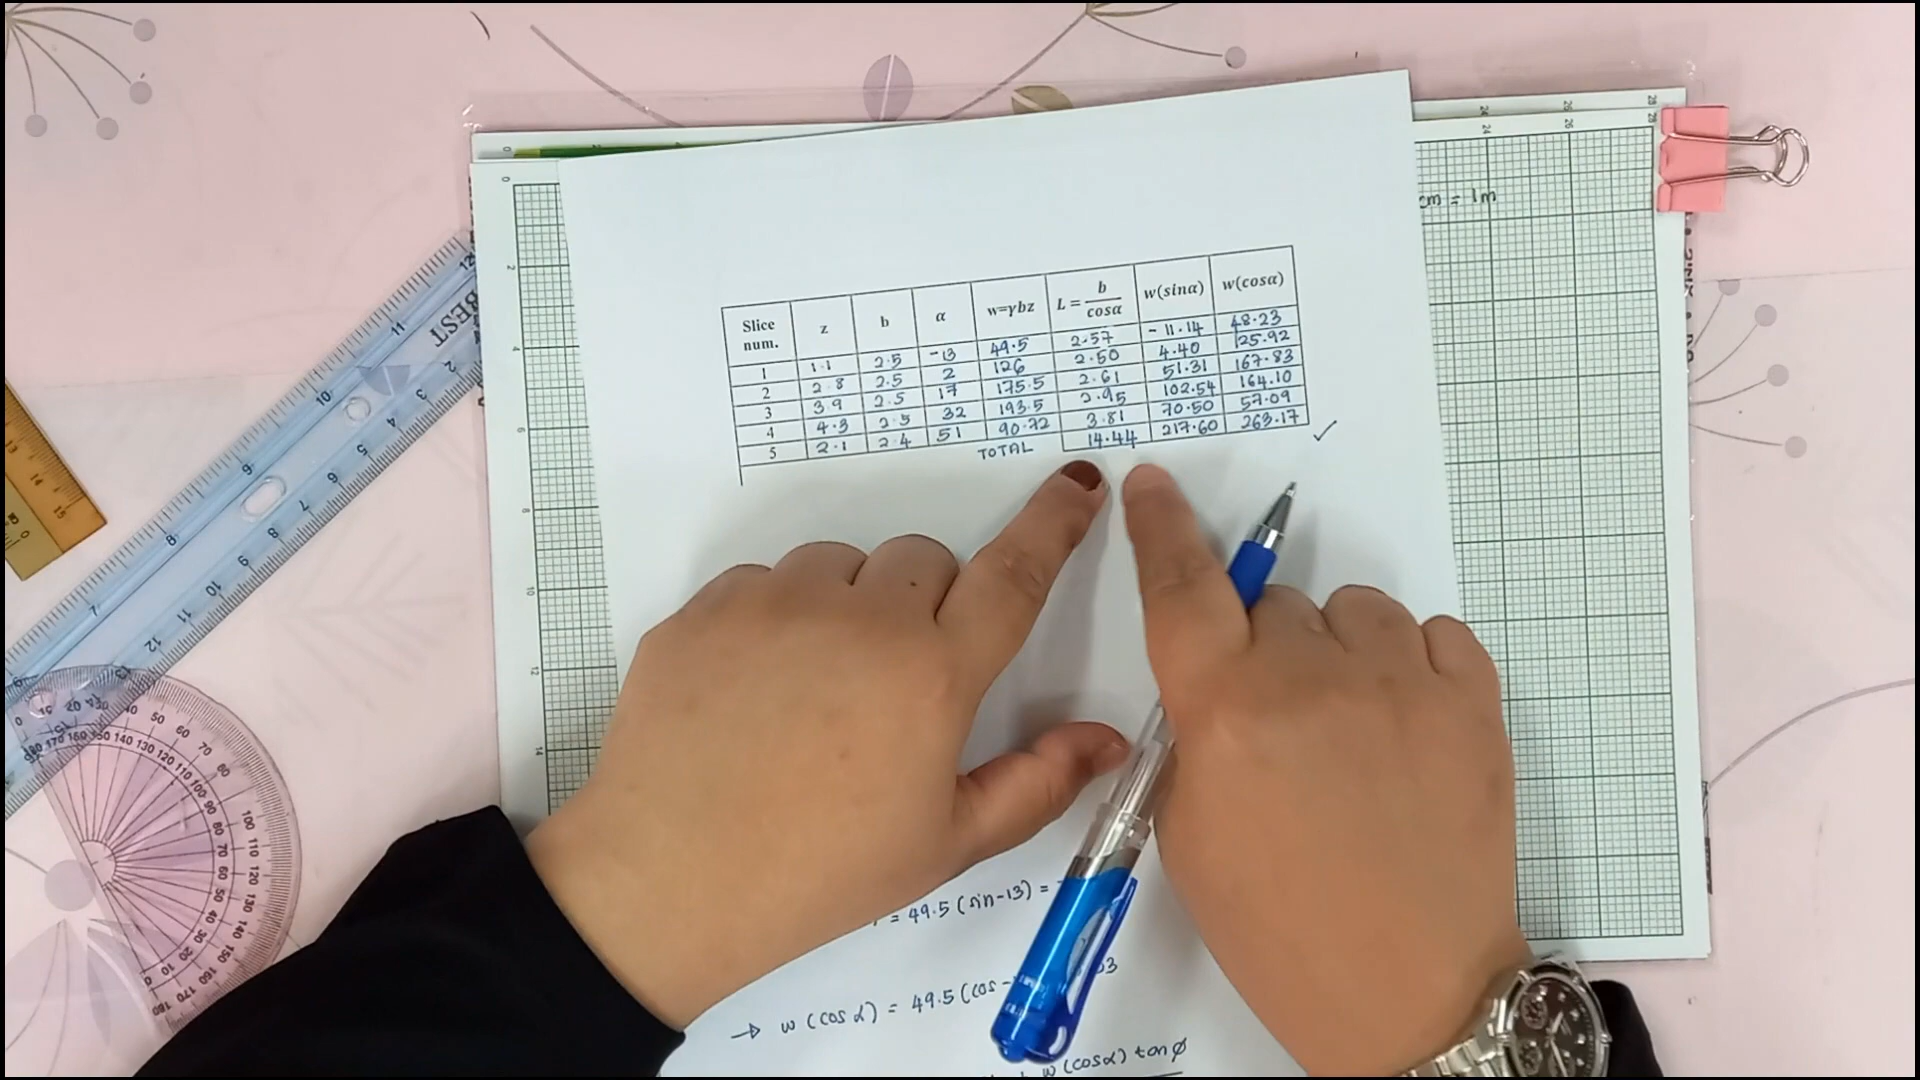 cm = 1m
Slice num. z b α w=γbz L = b/cosα w(sinα) w(cosα)
1 1.1 2.5 -13 49.5 2.57 -11.14 48.23
2 2.8 2.5 2 126 2.50 4.40 125.92
3 3.9 2.5 17 175.5 2.61 51.31 167.83
4 4.3 2.5 32 193.5 2.95 102.54 164.10
5 2.1 2.4 51 90.72 3.81 70.50 57.09
TOTAL 14.44 217.60 263.17 ✓
= 49.5 (sin-13) =
→ w (cos α) = 49.5 (cos -
w (cosα) tan ø
BEST